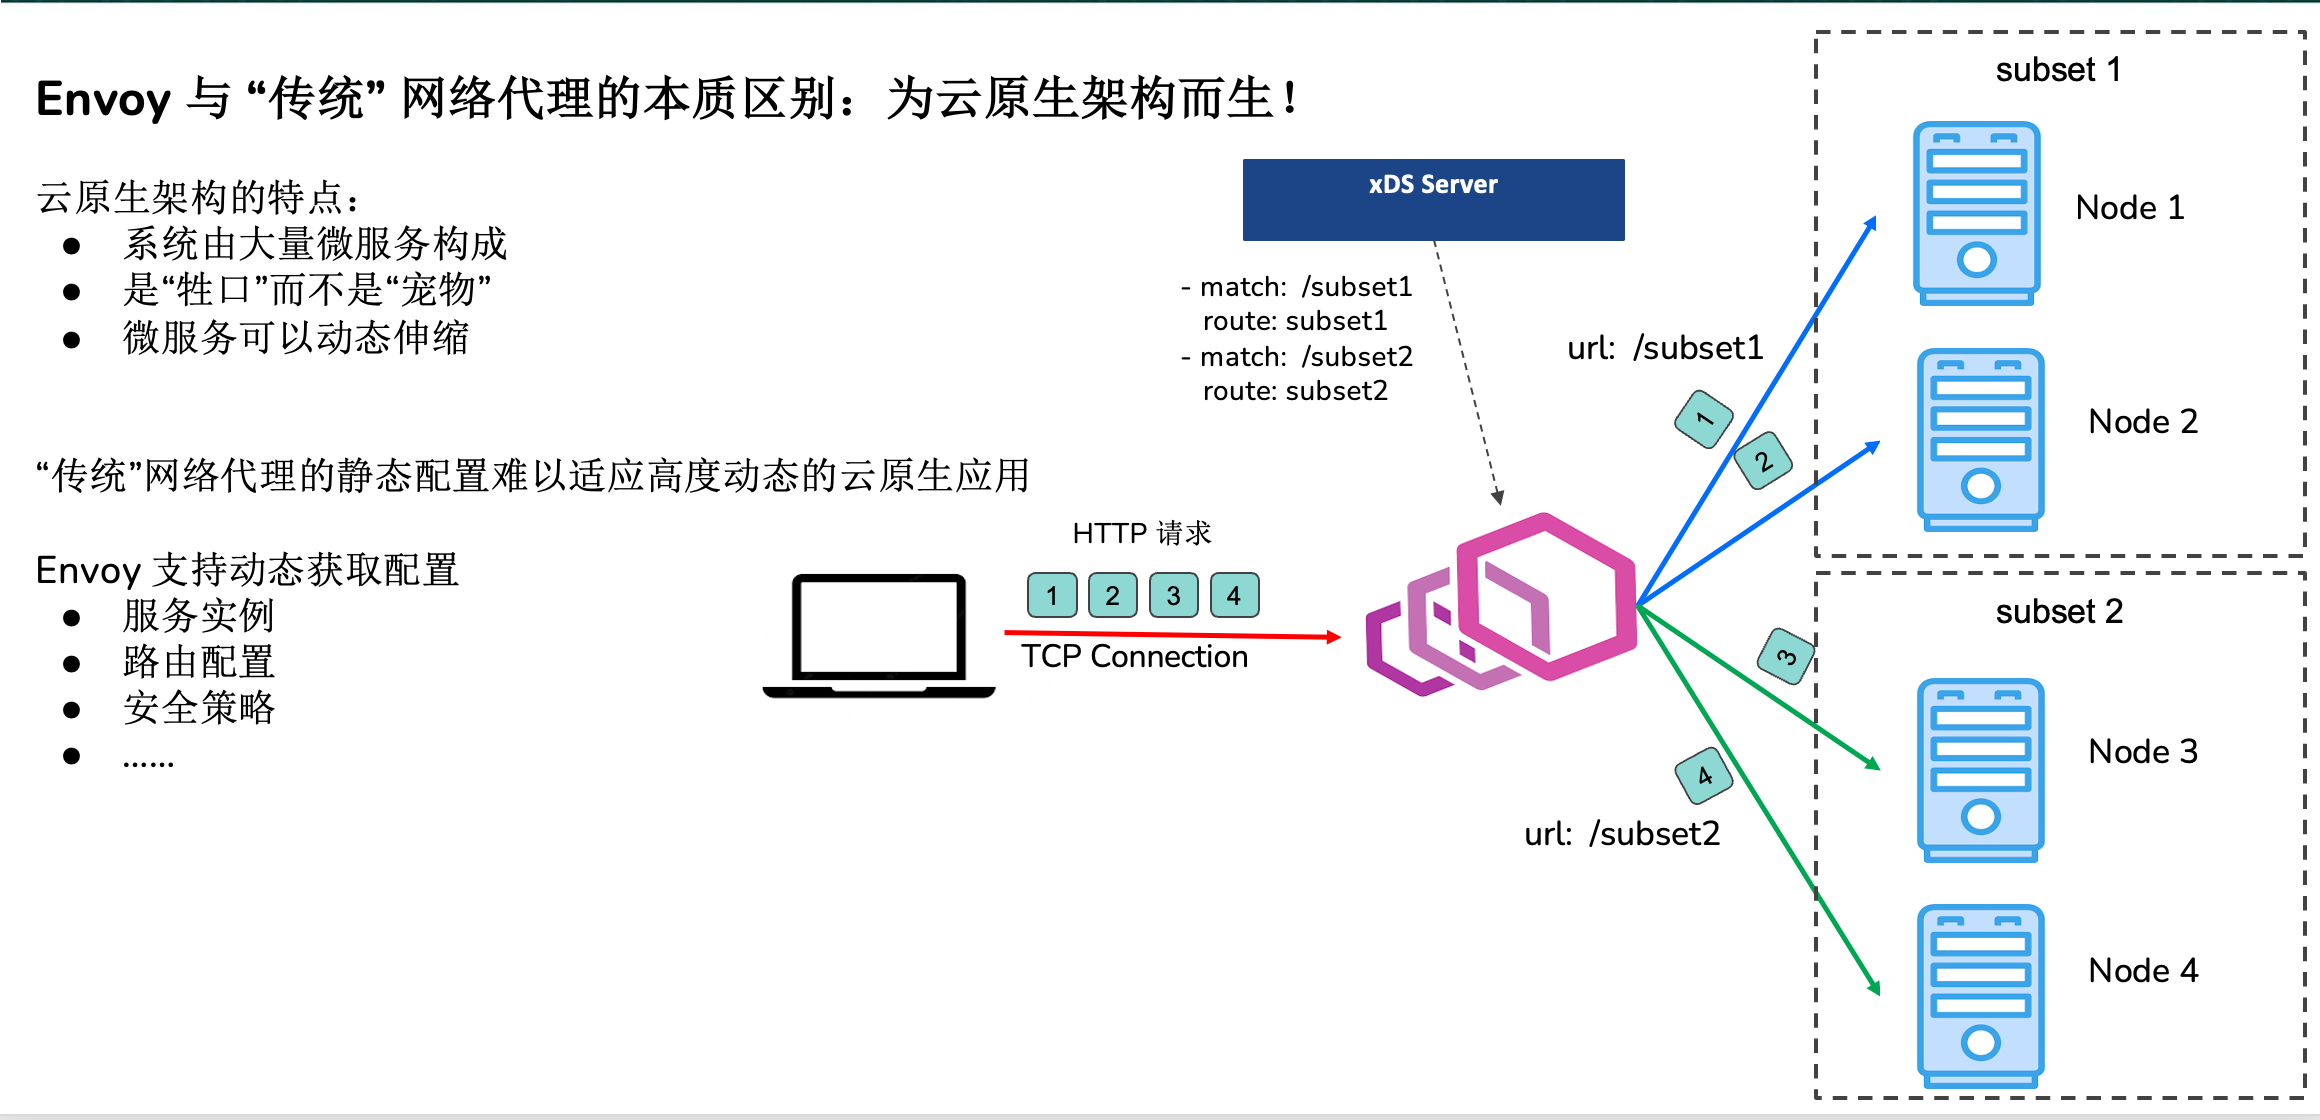 Envoy 与 “传统” 网络代理的本质区别：为云原生架构而生！
云原生架构的特点：
● 系统由大量微服务构成
● 是“牲口”而不是“宠物”
● 微服务可以动态伸缩
“传统”网络代理的静态配置难以适应高度动态的云原生应用
Envoy 支持动态获取配置
● 服务实例
● 路由配置
● 安全策略
● ......
xDS Server
- match: /subset1
route: subset1
- match: /subset2
route: subset2
HTTP 请求
1 2 3 4
TCP Connection
url: /subset1
1
2
3
4
url: /subset2
subset 1
Node 1
Node 2
subset 2
Node 3
Node 4